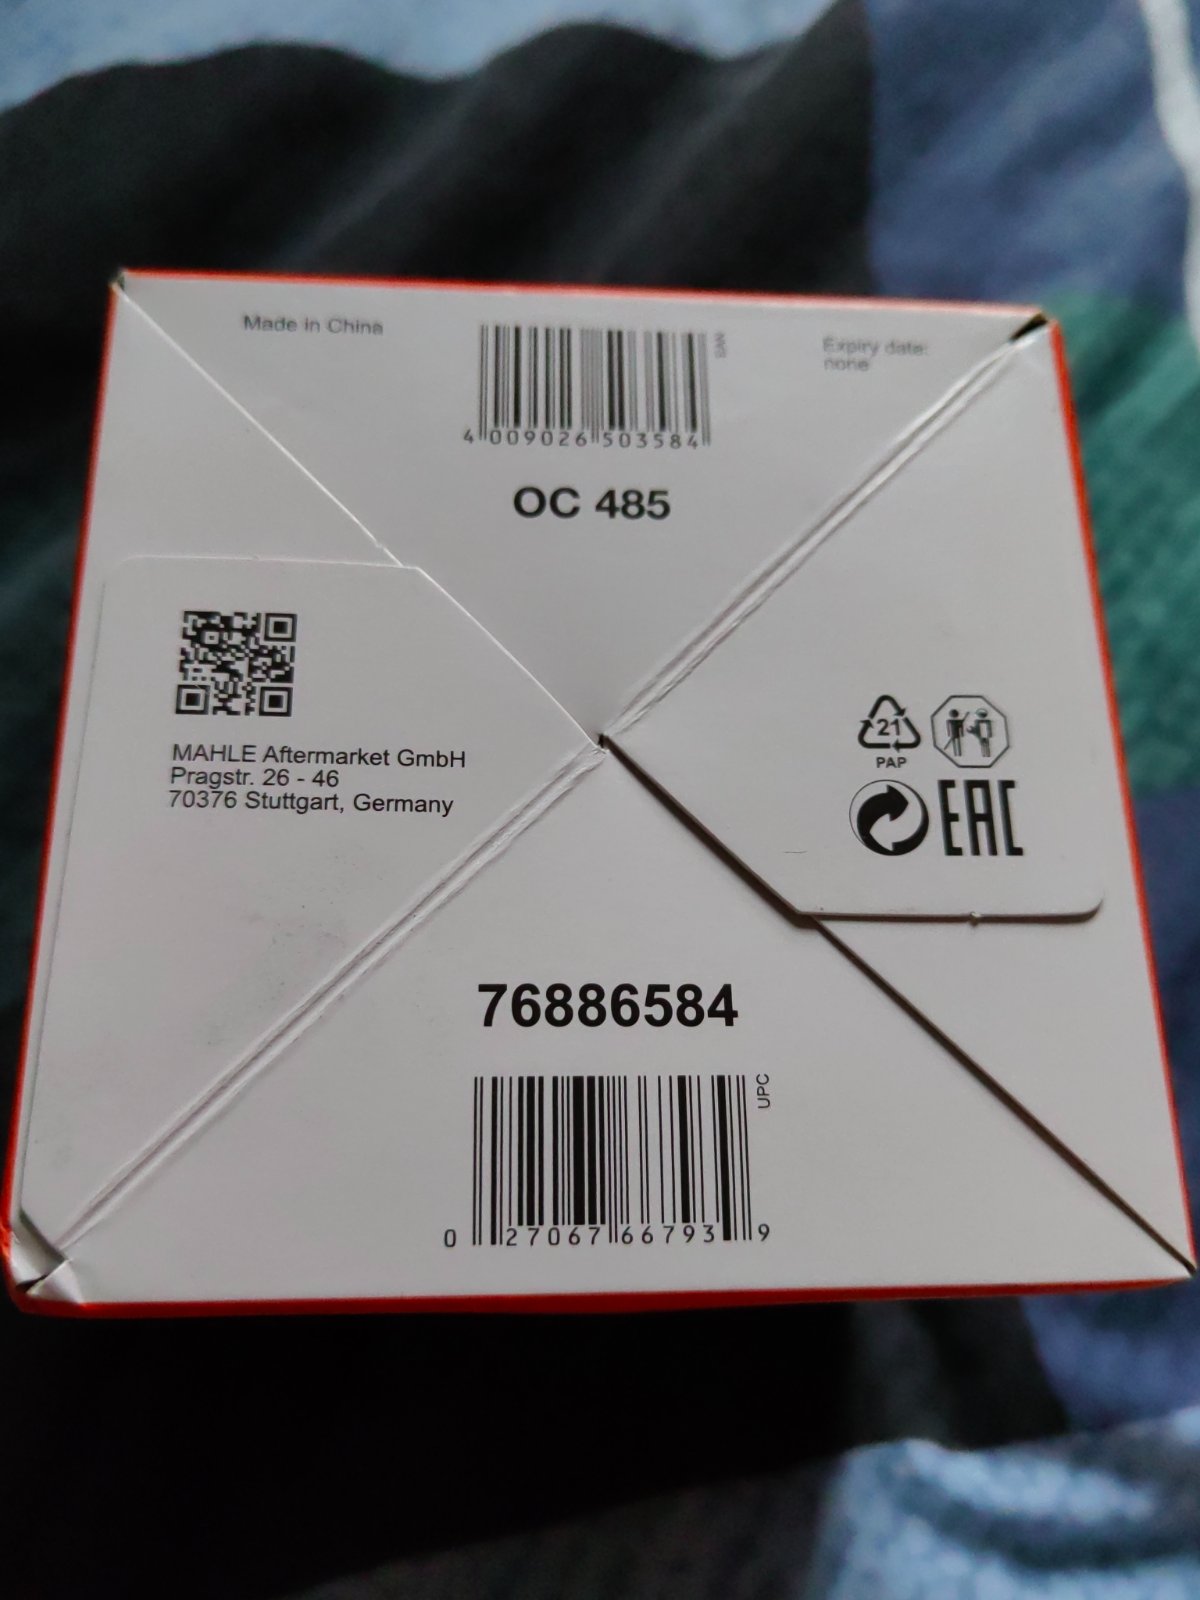 Made in China
EAN
Expiry date:
none
4 009026 503584
OC 485
MAHLE Aftermarket GmbH
Pragstr. 26 - 46
70376 Stuttgart, Germany
21
PAP
EAC
76886584
UPC
0 27067 66793 9